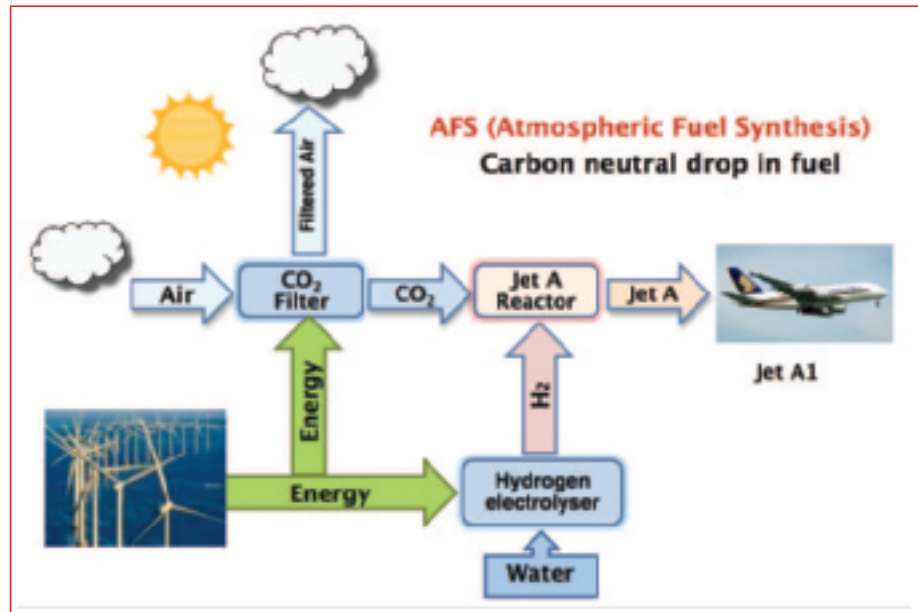 AFS (Atmospheric Fuel Synthesis)
Carbon neutral drop in fuel
Filtered Air
Air
CO₂
Filter
CO₂
Jet A
Reactor
Jet A
Jet A1
Energy
H₂
Energy
Hydrogen
electrolyser
Water